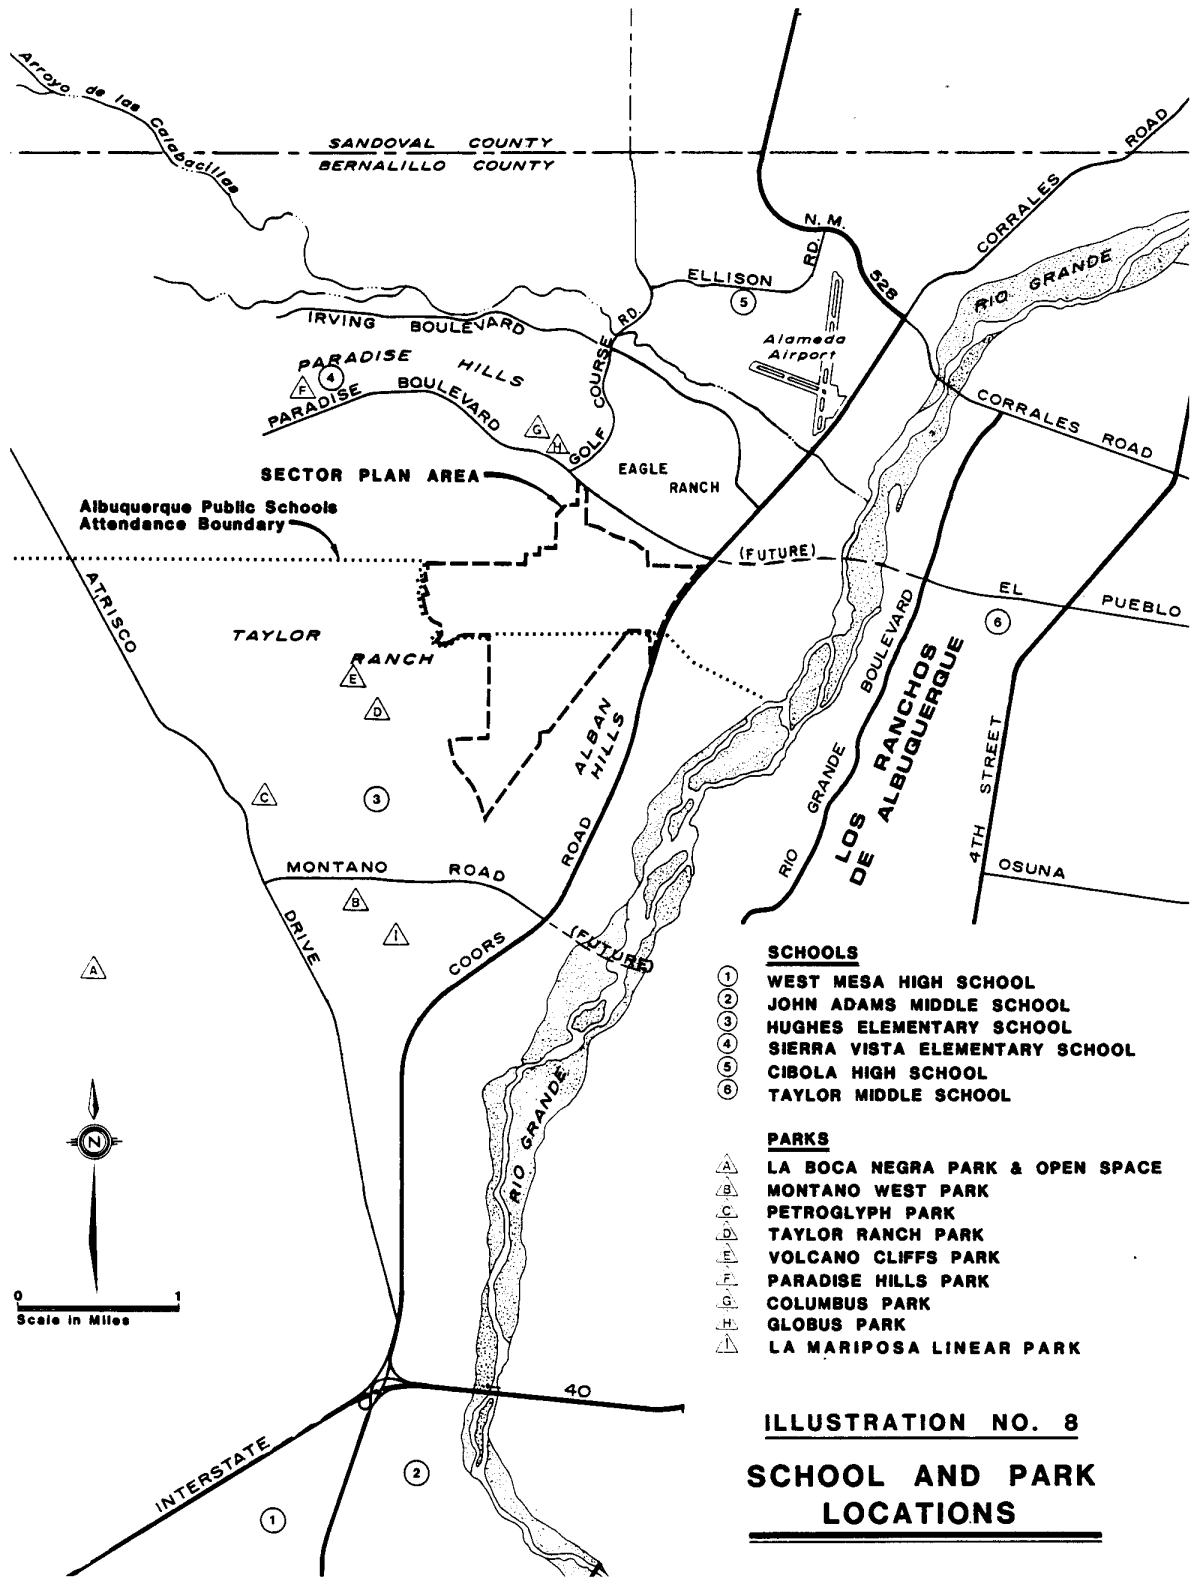 Arroyo de las Calabacillas
SANDOVAL COUNTY
BERNALILLO COUNTY
CORRALES ROAD
N. M.
528
RD.
ELLISON
5
RIO GRANDE
IRVING BOULEVARD
GOLF COURSE RD.
Alameda
Airport
PARADISE HILLS
4
F
PARADISE BOULEVARD
G
H
CORRALES ROAD
EAGLE
RANCH
SECTOR PLAN AREA
Albuquerque Public Schools
Attendance Boundary
(FUTURE)
EL PUEBLO
6
ATRISCO
DRIVE
TAYLOR
RANCH
E
D
ALBAN
HILLS
RIO GRANDE BOULEVARD
LOS RANCHOS
DE ALBUQUERQUE
4TH STREET
C
3
COORS ROAD
MONTANO ROAD
OSUNA
B
I
(FUTURE)
A
N
RIO GRANDE
0 1
Scale in Miles
INTERSTATE 40
2
1
SCHOOLS
1 WEST MESA HIGH SCHOOL
2 JOHN ADAMS MIDDLE SCHOOL
3 HUGHES ELEMENTARY SCHOOL
4 SIERRA VISTA ELEMENTARY SCHOOL
5 CIBOLA HIGH SCHOOL
6 TAYLOR MIDDLE SCHOOL
PARKS
A LA BOCA NEGRA PARK & OPEN SPACE
B MONTANO WEST PARK
C PETROGLYPH PARK
D TAYLOR RANCH PARK
E VOLCANO CLIFFS PARK
F PARADISE HILLS PARK
G COLUMBUS PARK
H GLOBUS PARK
I LA MARIPOSA LINEAR PARK
ILLUSTRATION NO. 8
SCHOOL AND PARK
LOCATIONS